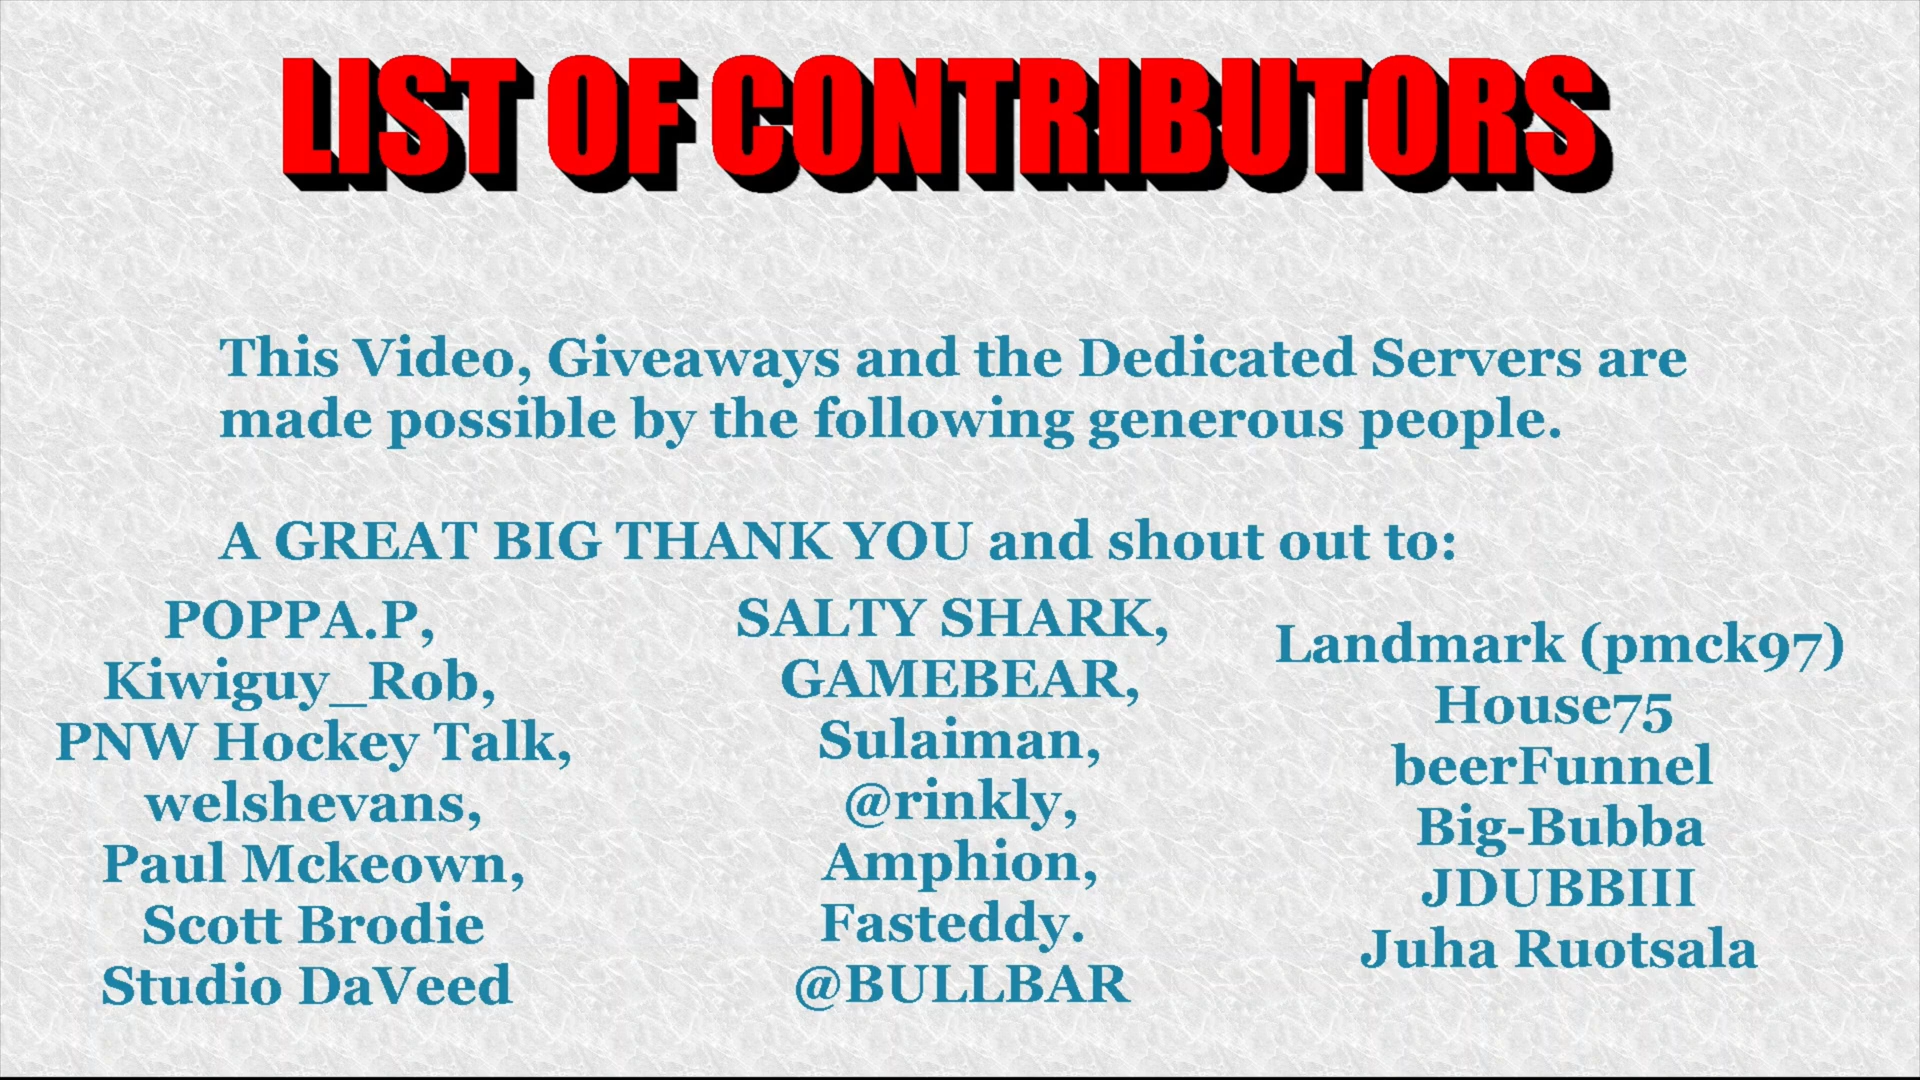 LIST OF CONTRIBUTORS
This Video, Giveaways and the Dedicated Servers are
made possible by the following generous people.
A GREAT BIG THANK YOU and shout out to:
POPPA.P,
Kiwiguy_Rob,
PNW Hockey Talk,
welshevans,
Paul Mckeown,
Scott Brodie
Studio DaVeed
SALTY SHARK,
GAMEBEAR,
Sulaiman,
@rinkly,
Amphion,
Fasteddy.
@BULLBAR
Landmark (pmck97)
House75
beerFunnel
Big-Bubba
JDUBBIII
Juha Ruotsala